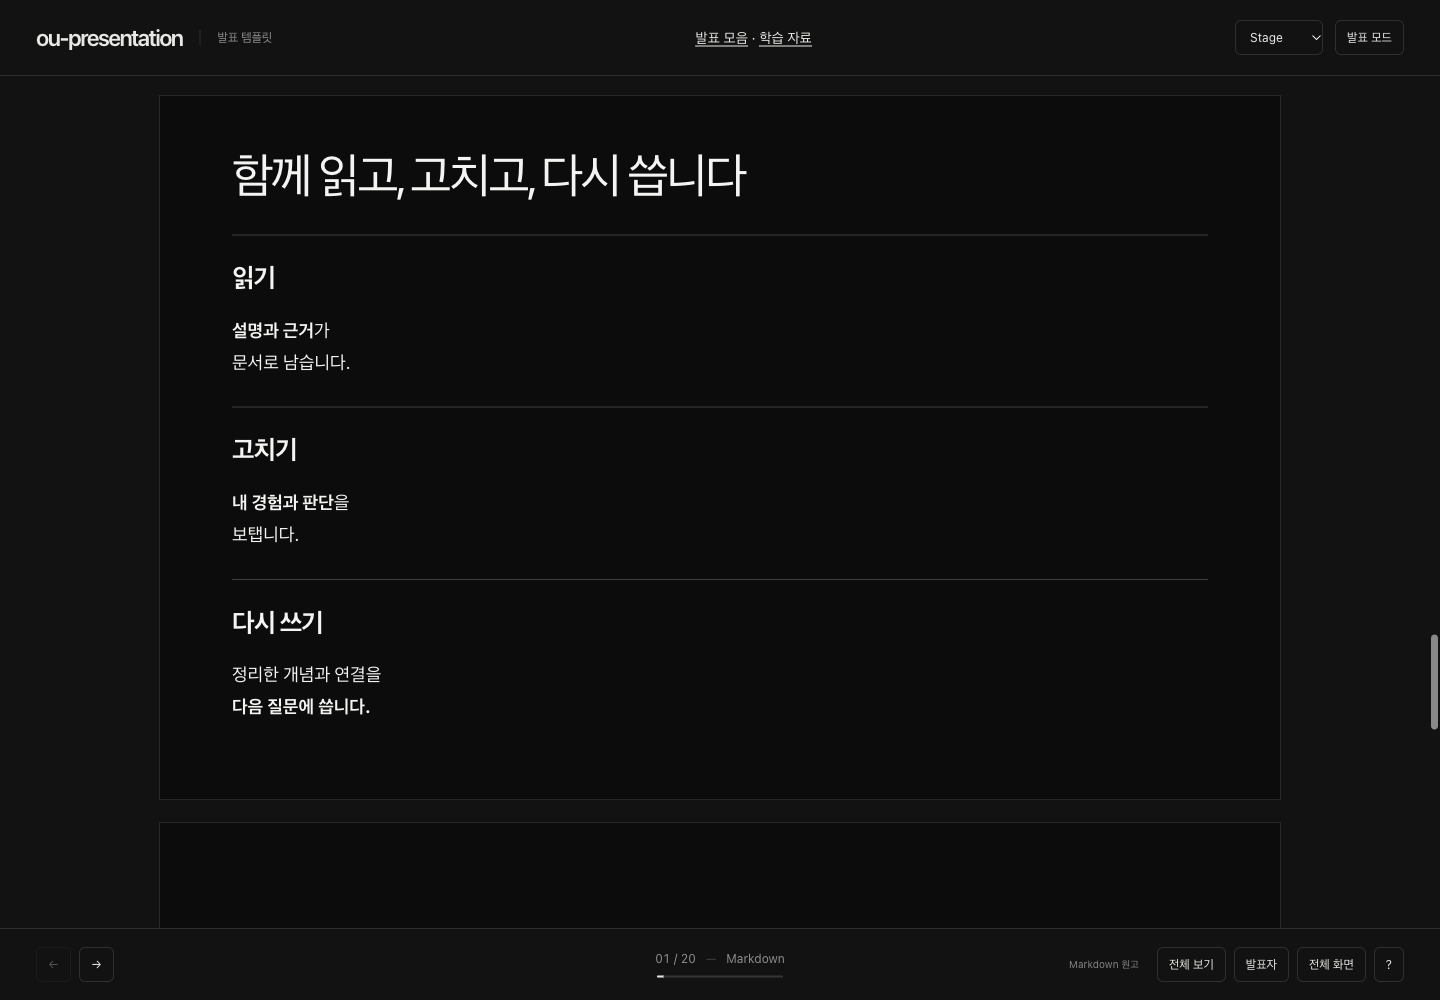 ou-presentation
발표 템플릿
발표 모음 · 학습 자료
Stage
발표 모드
함께 읽고, 고치고, 다시 씁니다
읽기
설명과 근거가
문서로 남습니다.
고치기
내 경험과 판단을
보탭니다.
다시 쓰기
정리한 개념과 연결을
다음 질문에 씁니다.
←
→
01 / 20 — Markdown
Markdown 원고
전체 보기
발표자
전체 화면
?